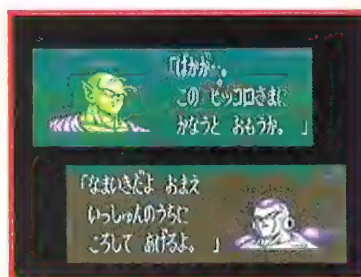 「ばかが…。
この ピッコロさまに
かなうと おもうか。 」
「なまいきだよ おまえ
いっしゅんのうちに
ころして あげるよ。 」